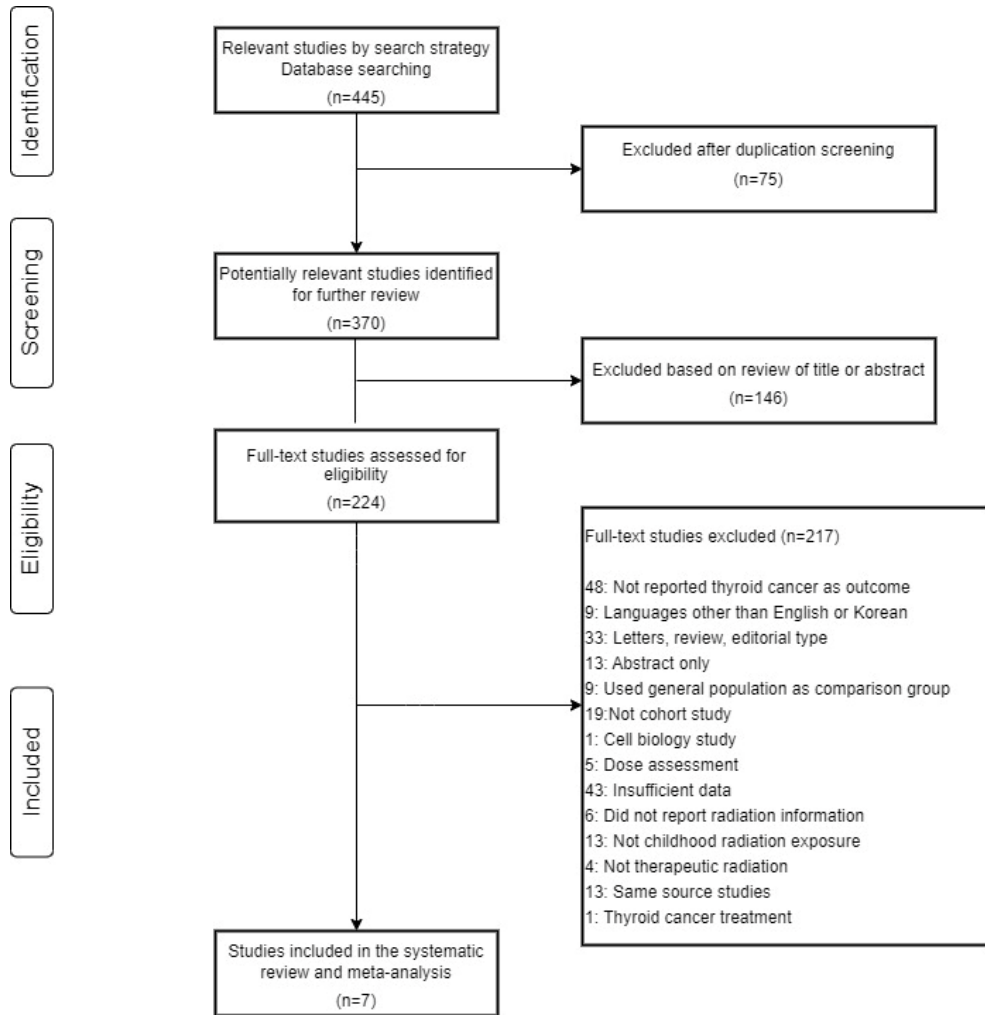 Identification
Relevant studies by search strategy
Database searching
(n=445)
Excluded after duplication screening
(n=75)
Screening
Potentially relevant studies identified
for further review
(n=370)
Excluded based on review of title or abstract
(n=146)
Eligibility
Full-text studies assessed for
eligibility
(n=224)
Full-text studies excluded (n=217)
48: Not reported thyroid cancer as outcome
9: Languages other than English or Korean
33: Letters, review, editorial type
13: Abstract only
9: Used general population as comparison group
19:Not cohort study
1: Cell biology study
5: Dose assessment
43: Insufficient data
6: Did not report radiation information
13: Not childhood radiation exposure
4: Not therapeutic radiation
13: Same source studies
1: Thyroid cancer treatment
Included
Studies included in the systematic
review and meta-analysis
(n=7)